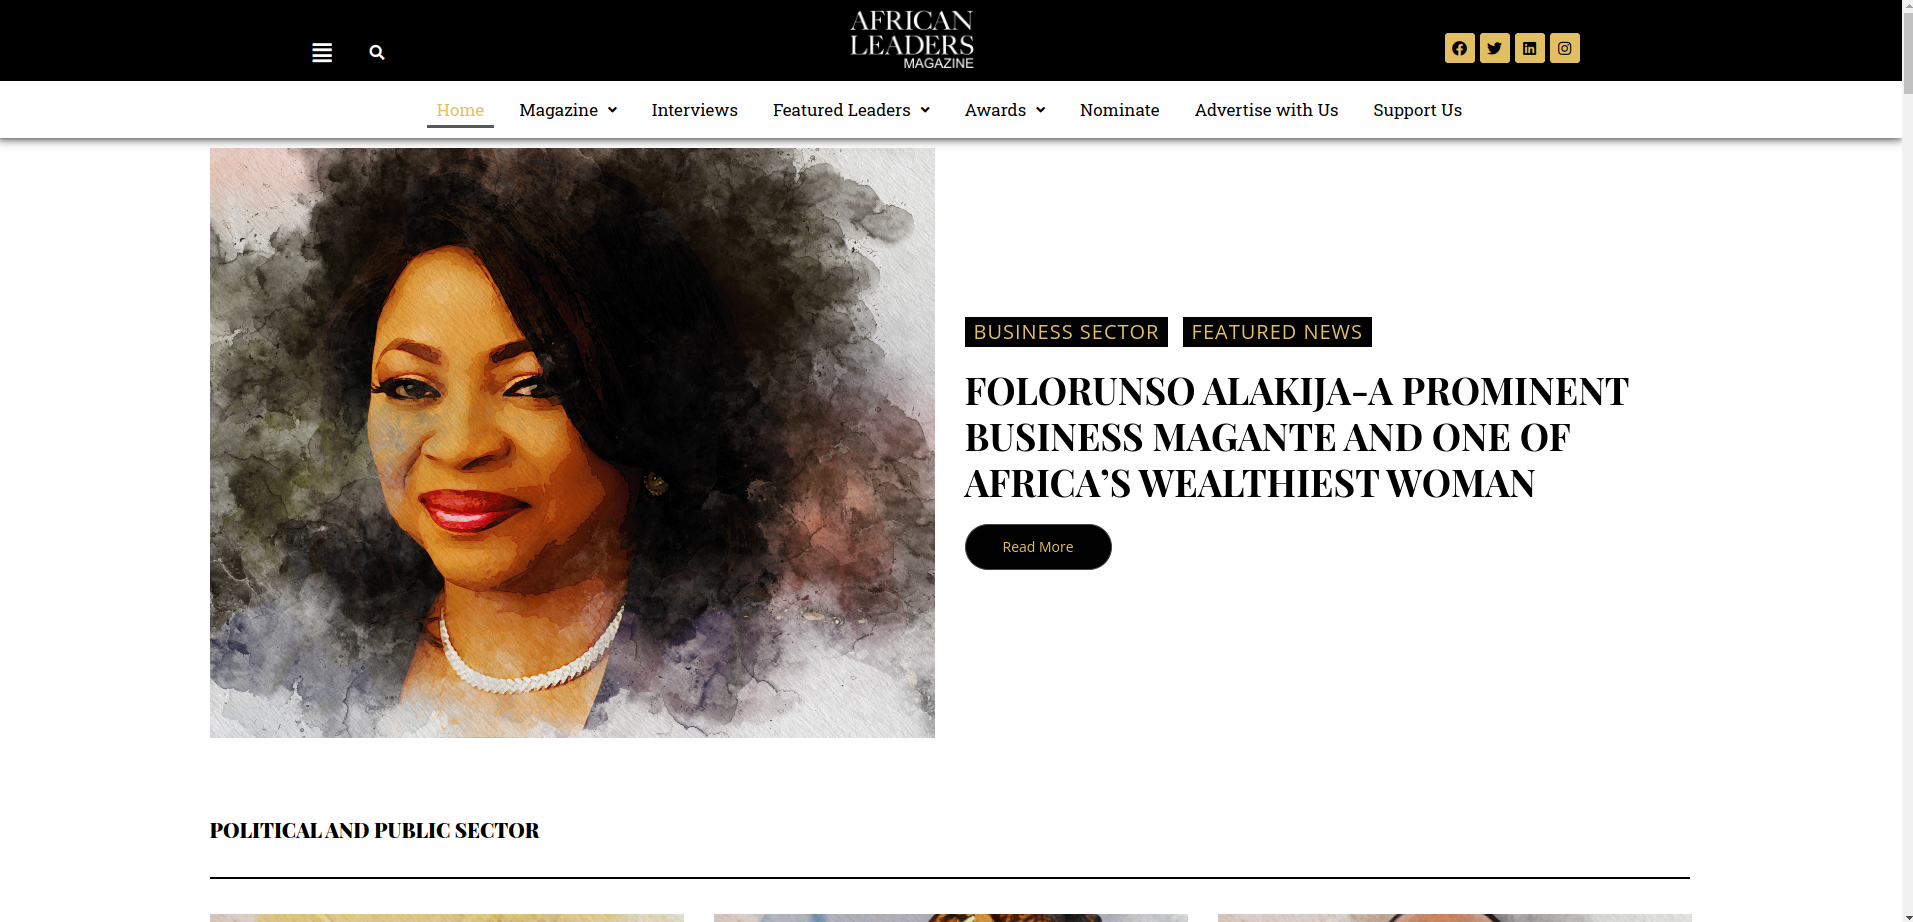 AFRICAN
LEADERS
MAGAZINE
Home
Magazine
Interviews
Featured Leaders
Awards
Nominate
Advertise with Us
Support Us
BUSINESS SECTOR
FEATURED NEWS
FOLORUNSO ALAKIJA-A PROMINENT
BUSINESS MAGANTE AND ONE OF
AFRICA’S WEALTHIEST WOMAN
Read More
POLITICAL AND PUBLIC SECTOR